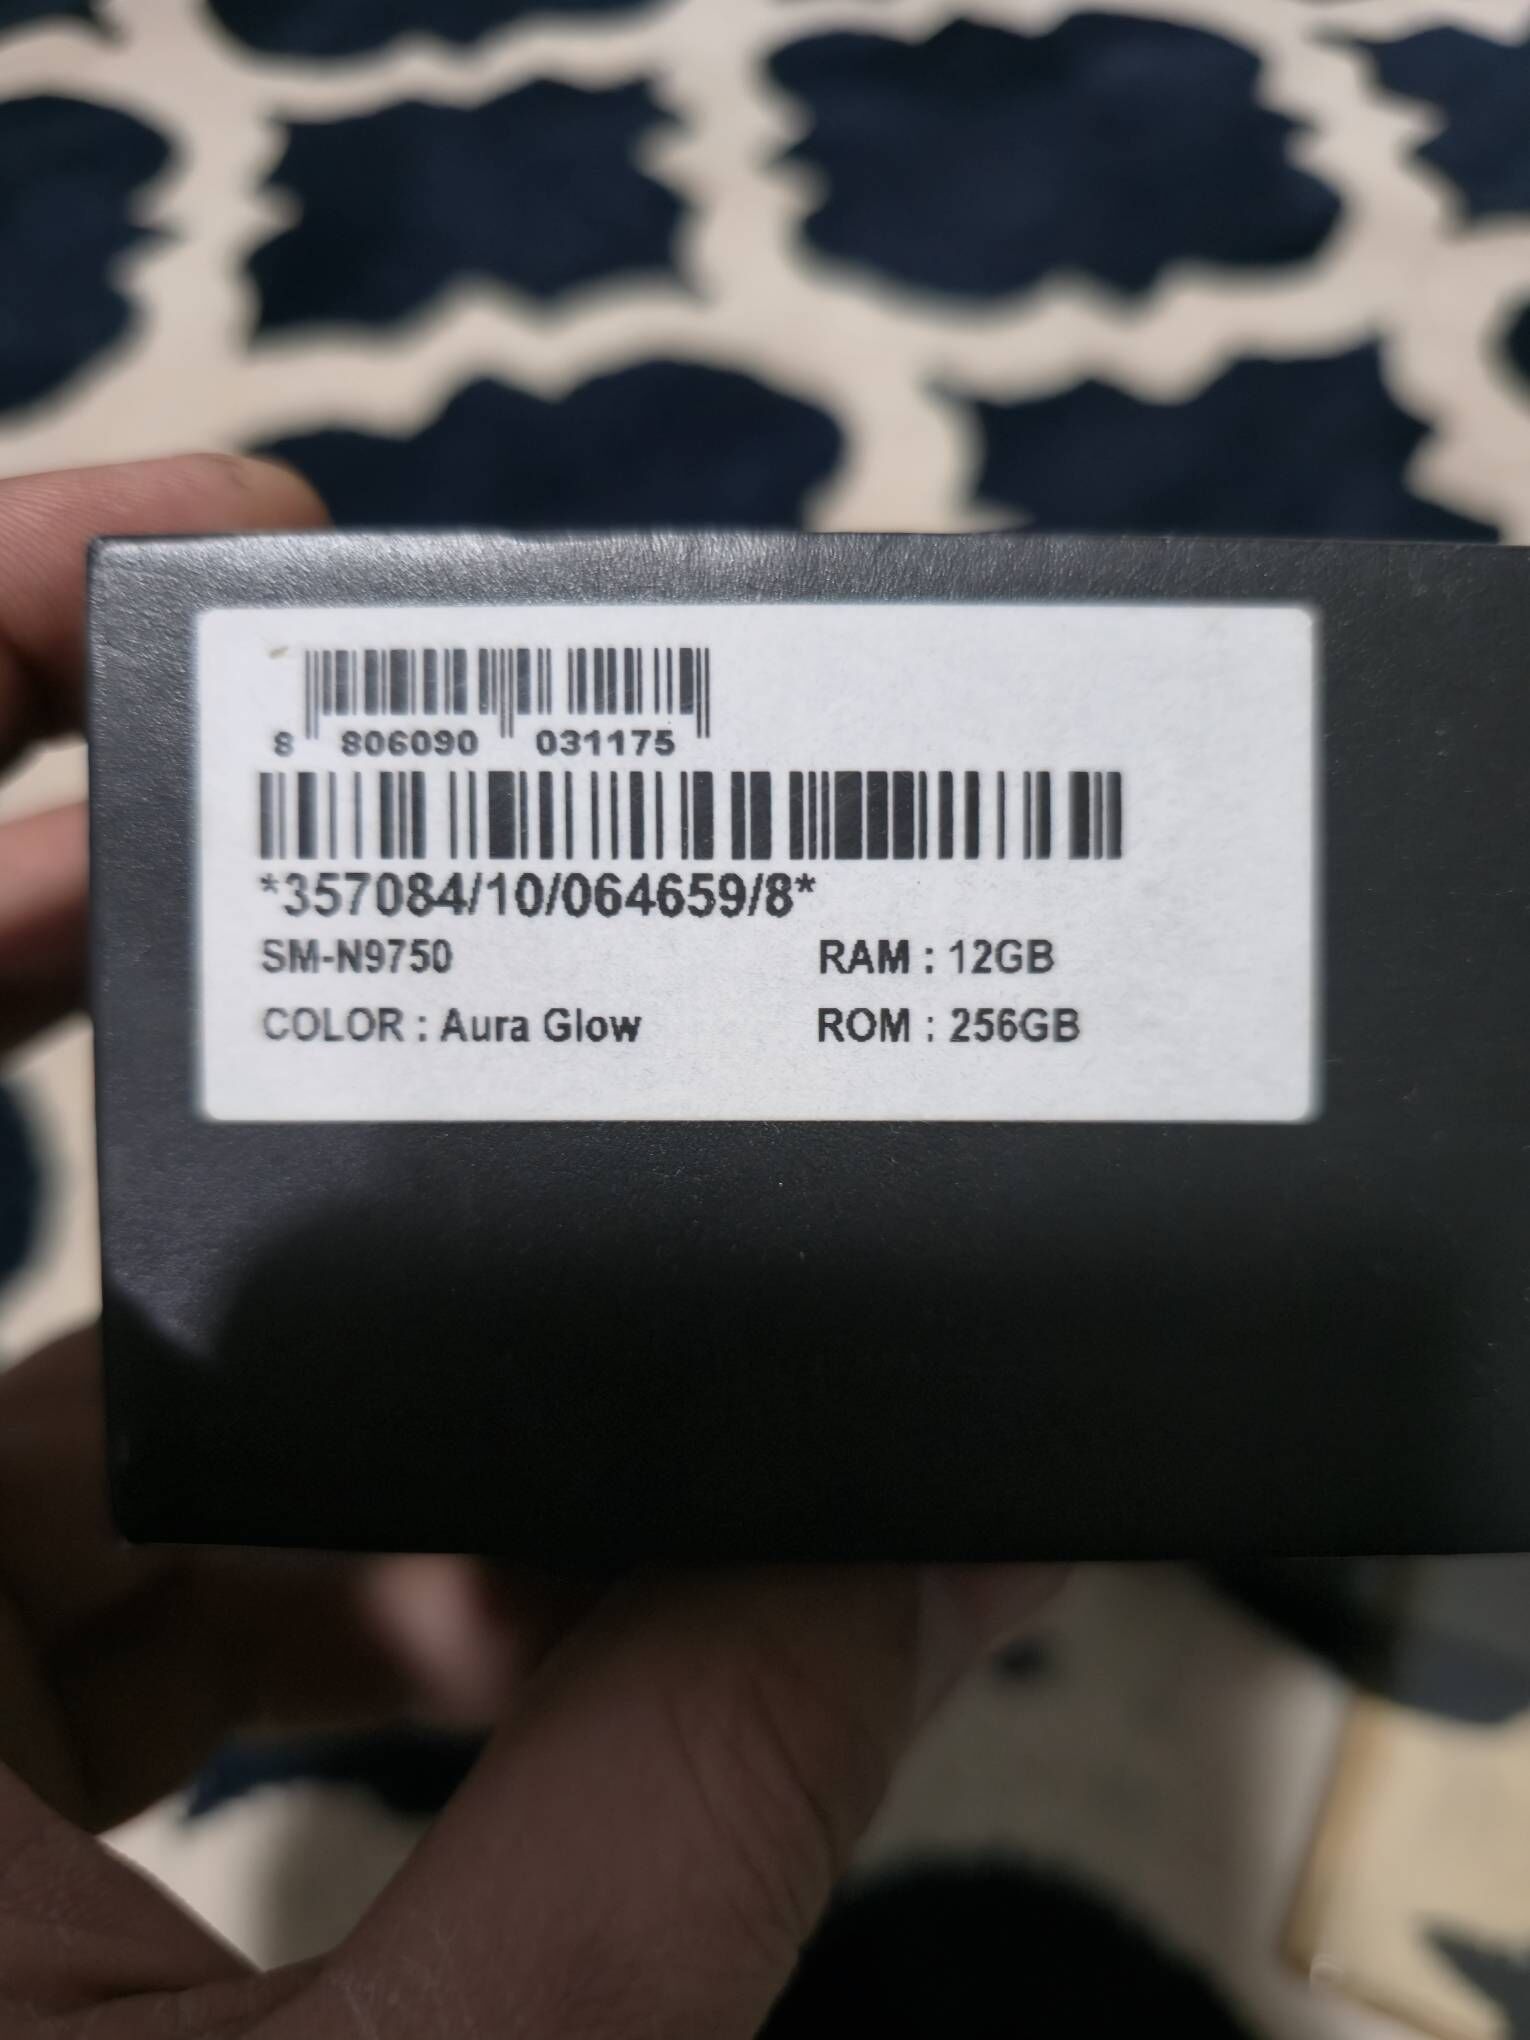 8 806090 031175
*357084/10/064659/8*
SM-N9750 RAM : 12GB
COLOR : Aura Glow ROM : 256GB